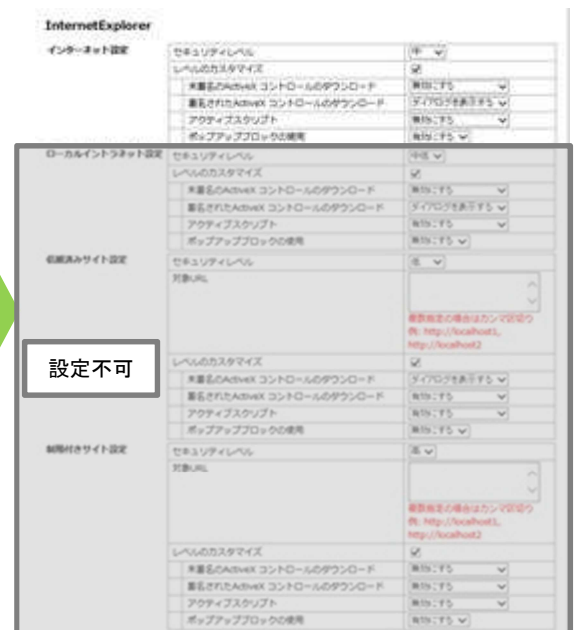 InternetExplorer
インターネット設定 セキュリティレベル 中
レベルのカスタマイズ
未署名のActiveX コントロールのダウンロード 無効にする
署名されたActiveX コントロールのダウンロード ダイアログを表示する
アクティブスクリプト 有効にする
ポップアップブロックの使用 有効にする
ローカルイントラネット設定 セキュリティレベル 中低
レベルのカスタマイズ
未署名のActiveX コントロールのダウンロード 無効にする
署名されたActiveX コントロールのダウンロード ダイアログを表示する
アクティブスクリプト 有効にする
ポップアップブロックの使用 無効にする
信頼済みサイト設定 セキュリティレベル 低
対象URL
複数指定の場合はカンマ区切り
例: http://localhost1,
http://localhost2
設定不可
レベルのカスタマイズ
未署名のActiveX コントロールのダウンロード ダイアログを表示する
署名されたActiveX コントロールのダウンロード 有効にする
アクティブスクリプト 有効にする
ポップアップブロックの使用 無効にする
制限付きサイト設定 セキュリティレベル 高
対象URL
複数指定の場合はカンマ区切り
例: http://localhost1,
http://localhost2
レベルのカスタマイズ
未署名のActiveX コントロールのダウンロード 無効にする
署名されたActiveX コントロールのダウンロード 無効にする
アクティブスクリプト 無効にする
ポップアップブロックの使用 有効にする